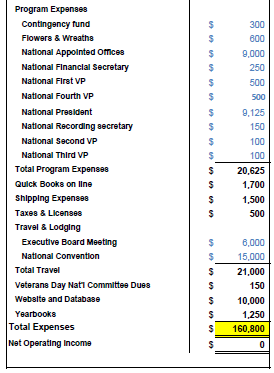 Program Expenses
Contingency fund $ 300
Flowers & Wreaths $ 600
National Appointed Offices $ 9,000
National Financial Secretary $ 250
National First VP $ 500
National Fourth VP $ 500
National President $ 9,125
National Recording secretary $ 150
National Second VP $ 100
National Third VP $ 100
Total Program Expenses $ 20,625
Quick Books on line $ 1,700
Shipping Expenses $ 1,500
Taxes & Licenses $ 500
Travel & Lodging
Executive Board Meeting $ 6,000
National Convention $ 15,000
Total Travel $ 21,000
Veterans Day Nat'l Committee Dues $ 150
Website and Database $ 10,000
Yearbooks $ 1,250
Total Expenses $ 160,800
Net Operating Income $ 0